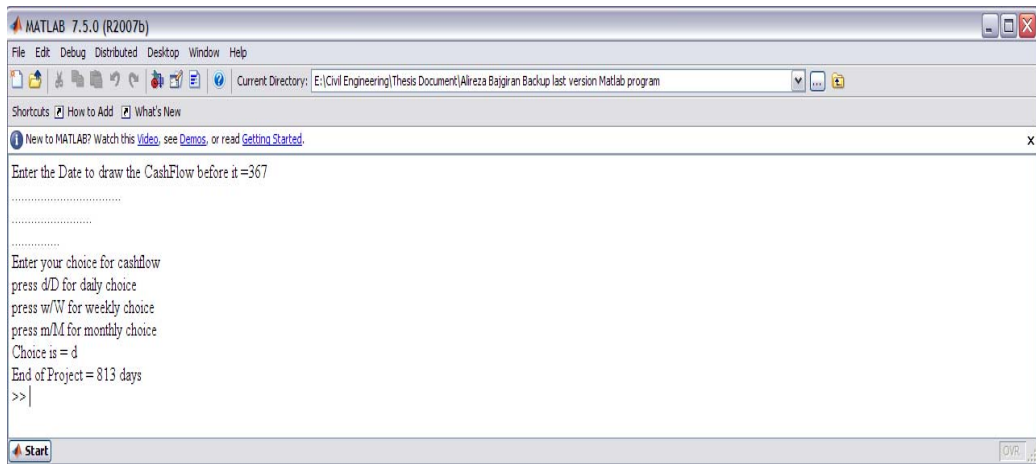 MATLAB 7.5.0 (R2007b)
File Edit Debug Distributed Desktop Window Help
Current Directory: E:\Civil Engineering\Thesis Document\Alireza Bajgiran Backup last version Matlab program
Shortcuts How to Add What's New
New to MATLAB? Watch this Video, see Demos, or read Getting Started.
Enter the Date to draw the CashFlow before it =367
..................................
.........................
...............
Enter your choice for cashflow
press d/D for daily choice
press w/W for weekly choice
press m/M for monthly choice
Choice is = d
End of Project = 813 days
>>
Start OVR